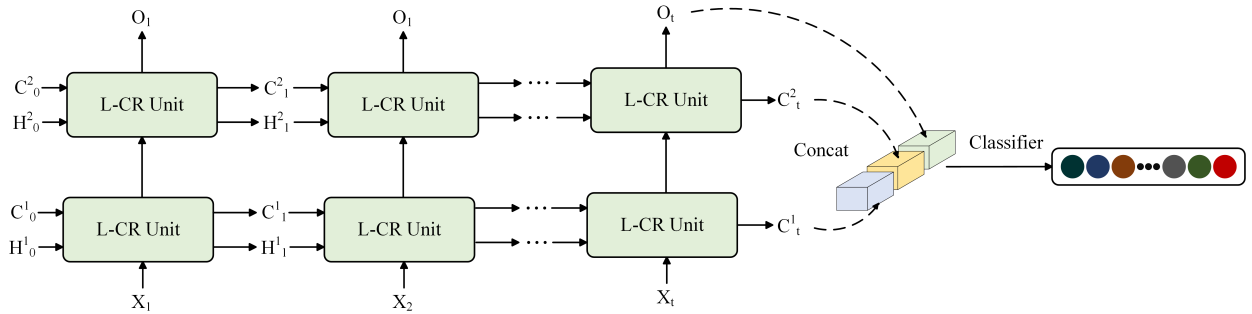 O₁ O₁ Oₜ
C²₀ L-CR Unit C²₁ L-CR Unit ··· L-CR Unit C²ₜ
H²₀ H²₁ ···
Concat Classifier
C¹₀ L-CR Unit C¹₁ L-CR Unit ··· L-CR Unit C¹ₜ
H¹₀ H¹₁ ···
X₁ X₂ Xₜ